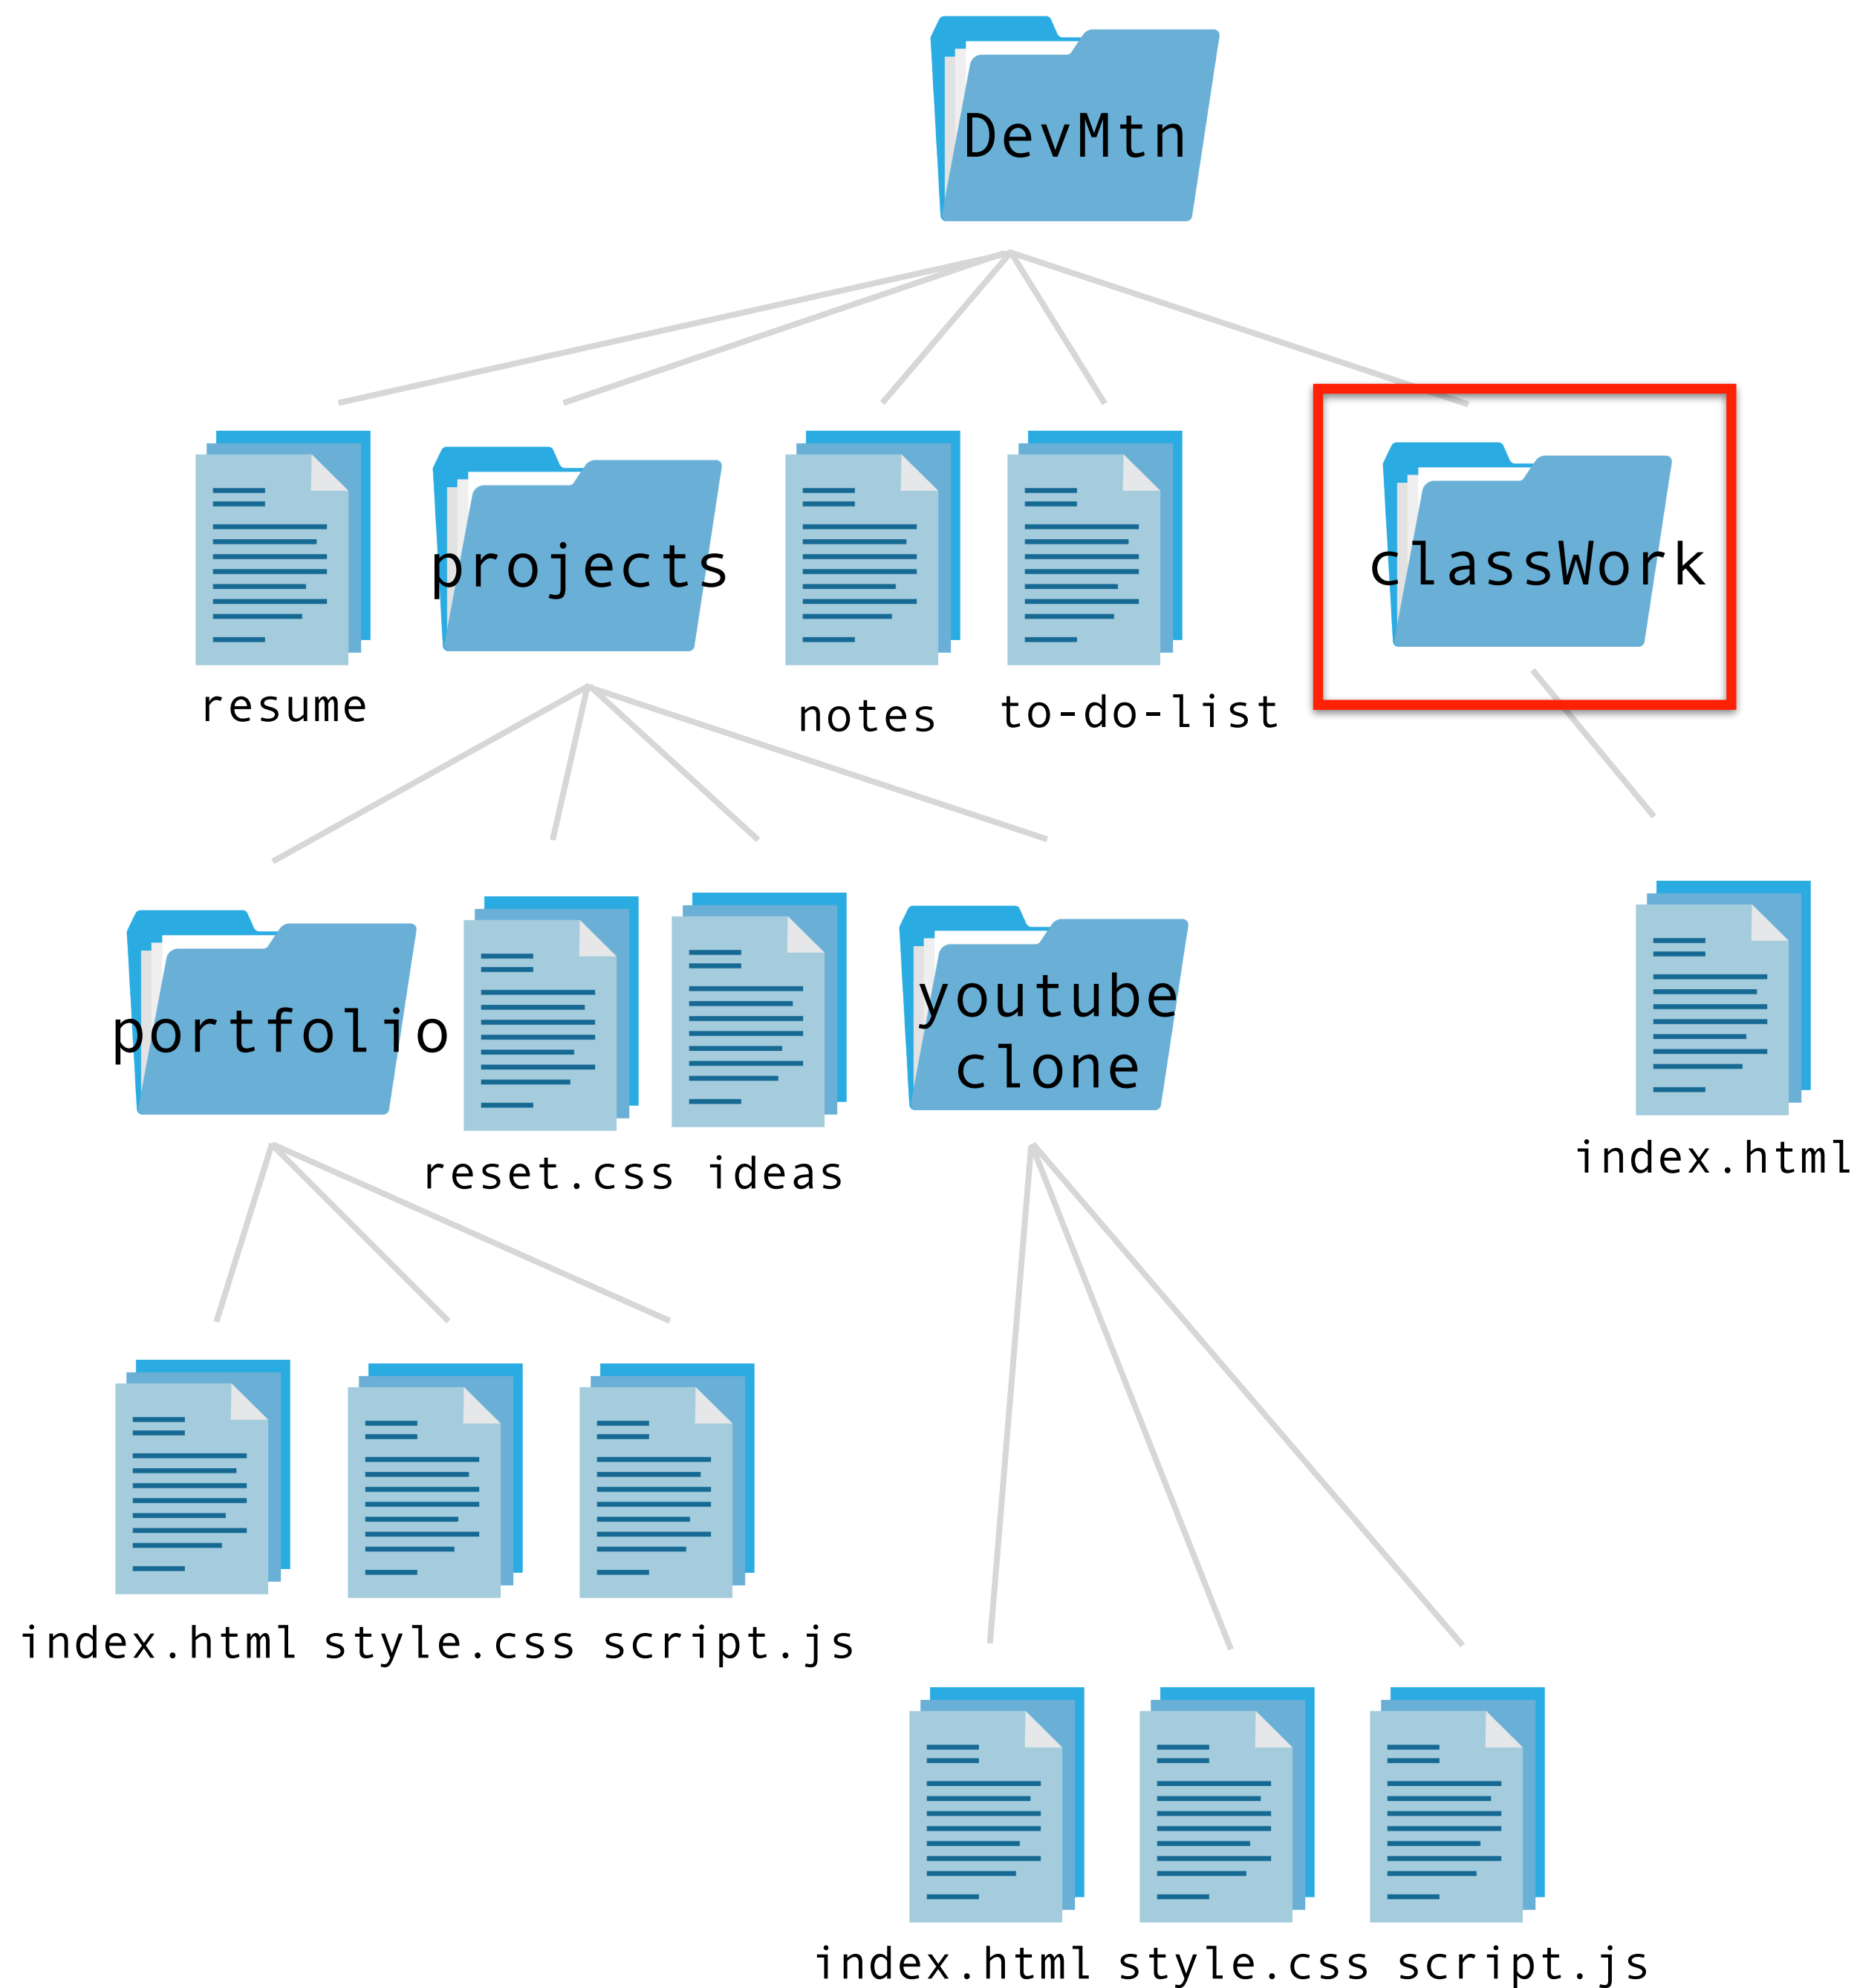 DevMtn
projects
classWork
resume
notes
to-do-list
portfolio
youtube
clone
reset.css
ideas
index.html
index.html
style.css
script.js
index.html
style.css
script.js